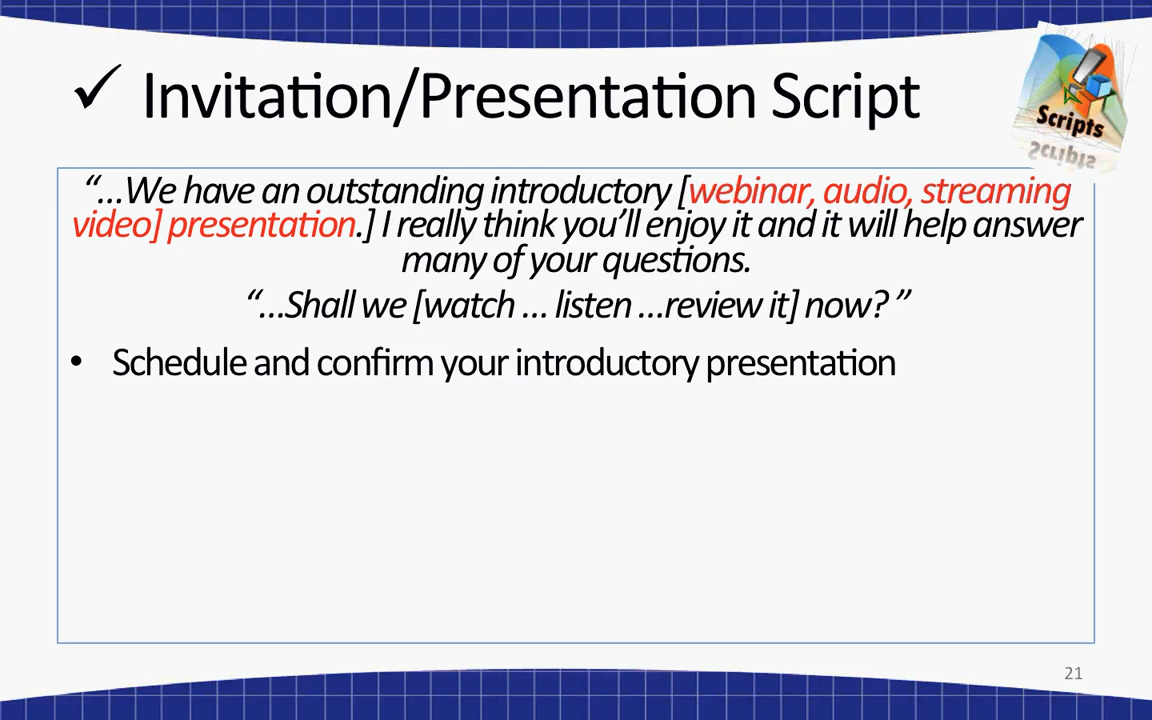 ✓ Invitation/Presentation Script
Scripts
“…We have an outstanding introductory [webinar, audio, streaming
video] presentation.] I really think you’ll enjoy it and it will help answer
many of your questions.
“…Shall we [watch … listen …review it] now? ”
• Schedule and confirm your introductory presentation
21